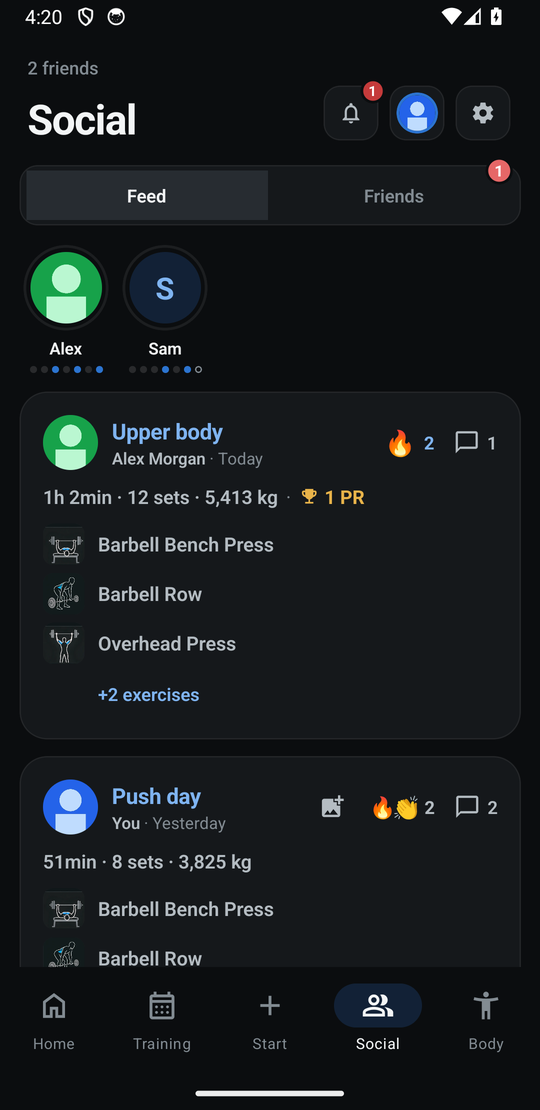 4:20
2 friends
Social
1
Feed
Friends
1
S
Alex
Sam
Upper body
Alex Morgan · Today
🔥 2
1
1h 2min · 12 sets · 5,413 kg · 🏆 1 PR
Barbell Bench Press
Barbell Row
Overhead Press
+2 exercises
Push day
You · Yesterday
🔥👏 2
2
51min · 8 sets · 3,825 kg
Barbell Bench Press
Barbell Row
Home
Training
Start
Social
Body